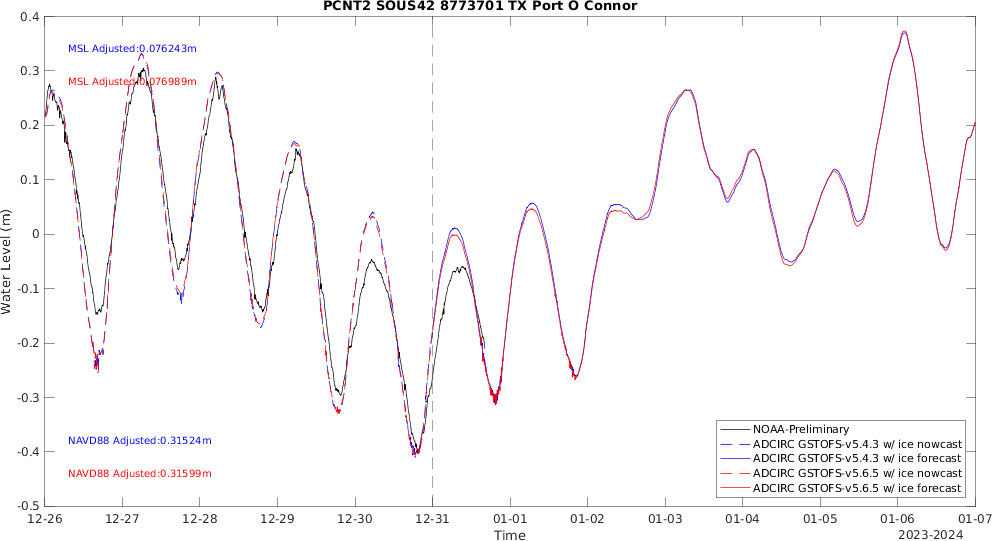 PCNT2 SOUS42 8773701 TX Port O Connor
0.4
0.3
0.2
0.1
0
-0.1
-0.2
-0.3
-0.4
-0.5
Water Level (m)
MSL Adjusted:0.076243m
MSL Adjusted:0.076989m
NAVD88 Adjusted:0.31524m
NAVD88 Adjusted:0.31599m
NOAA-Preliminary
ADCIRC GSTOFS-v5.4.3 w/ ice nowcast
ADCIRC GSTOFS-v5.4.3 w/ ice forecast
ADCIRC GSTOFS-v5.6.5 w/ ice nowcast
ADCIRC GSTOFS-v5.6.5 w/ ice forecast
12-26 12-27 12-28 12-29 12-30 12-31 01-01 01-02 01-03 01-04 01-05 01-06 01-07
Time
2023-2024